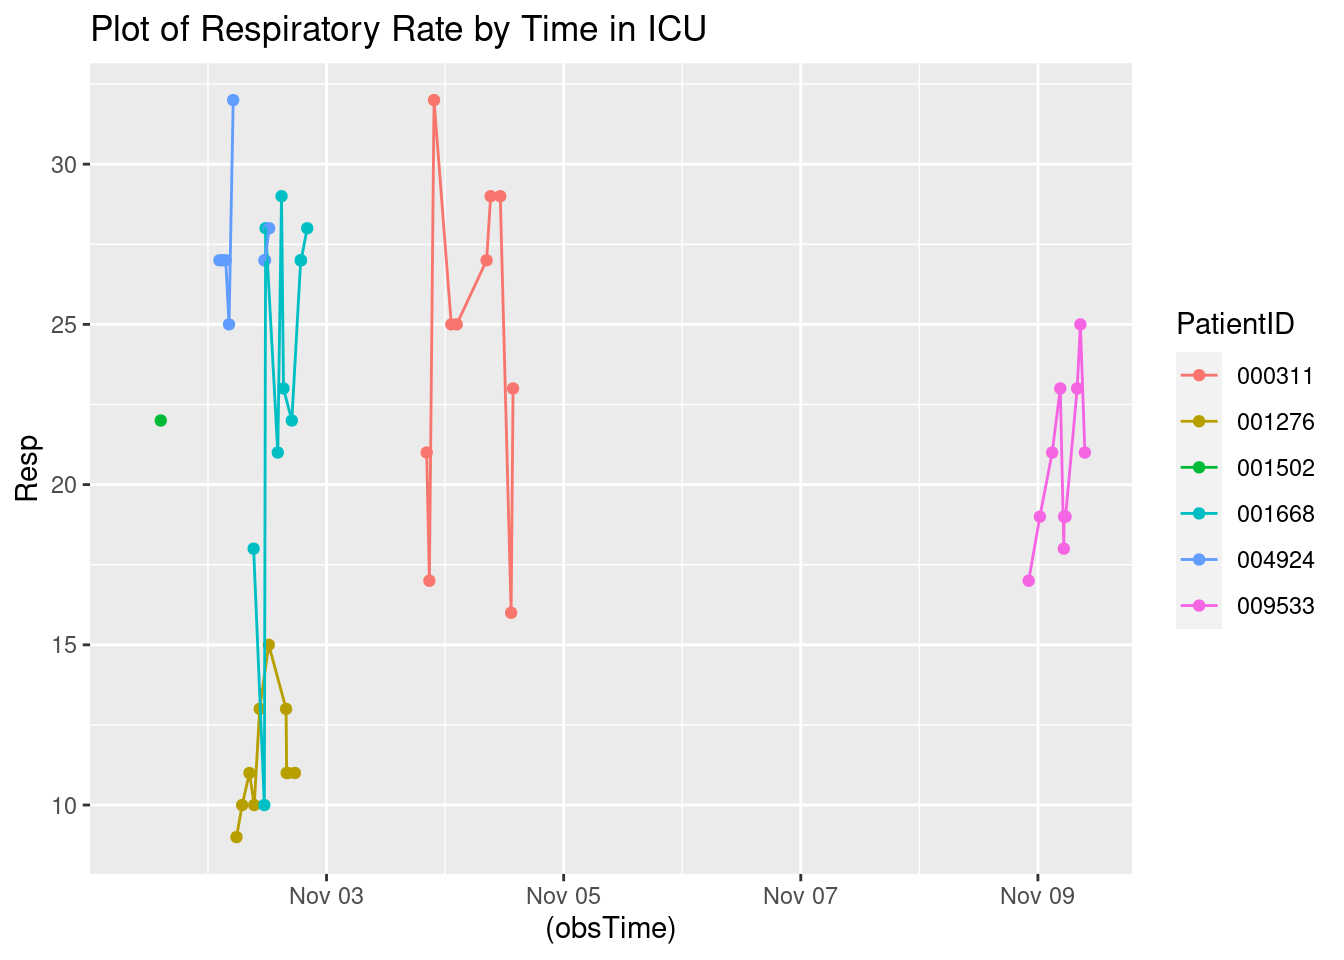 Plot of Respiratory Rate by Time in ICU
30
25
20
15
10
Resp
Nov 03
Nov 05
Nov 07
Nov 09
(obsTime)
PatientID
000311
001276
001502
001668
004924
009533